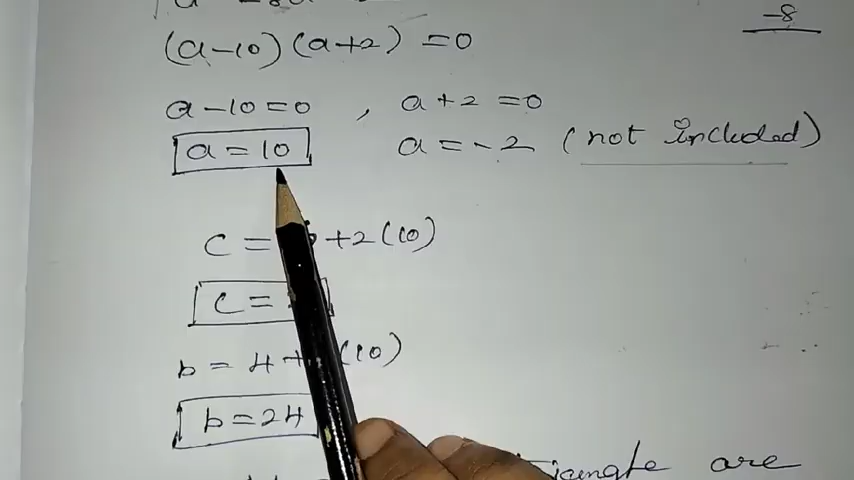 -8
(a-10)(a+2) =0
a-10=0 , a+2=0
a=10 a=-2 (not included)
c = +2(10)
c =
b = 4+ (10)
b=24
are